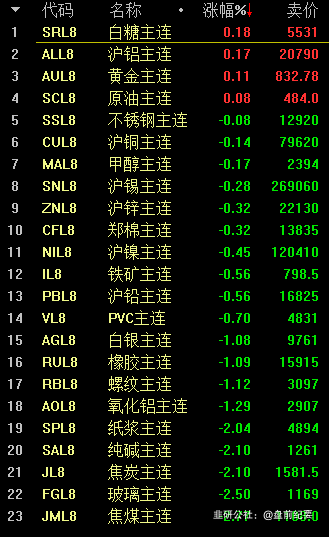 代码 名称 涨幅%↓ 卖价
1 SRL8 白糖主连 0.18 5531
2 ALL8 沪铝主连 0.17 20790
3 AUL8 黄金主连 0.11 832.78
4 SCL8 原油主连 0.08 484.0
5 SSL8 不锈钢主连 -0.08 12920
6 CUL8 沪铜主连 -0.14 79620
7 MAL8 甲醇主连 -0.17 2394
8 SNL8 沪锡主连 -0.28 269060
9 ZNL8 沪锌主连 -0.32 22130
10 CFL8 郑棉主连 -0.32 13835
11 NIL8 沪镍主连 -0.45 120410
12 IL8 铁矿主连 -0.56 798.5
13 PBL8 沪铅主连 -0.56 16825
14 VL8 PVC主连 -0.70 4831
15 AGL8 白银主连 -1.08 9761
16 RUL8 橡胶主连 -1.09 15915
17 RBL8 螺纹主连 -1.12 3097
18 AOL8 氧化铝主连 -1.29 2907
19 SPL8 纸浆主连 -2.04 4894
20 SAL8 纯碱主连 -2.10 1261
21 JL8 焦炭主连 -2.10 1581.5
22 FGL8 玻璃主连 -2.50 1169
23 JML8 焦煤主连
韭研公社：@盘前纪要